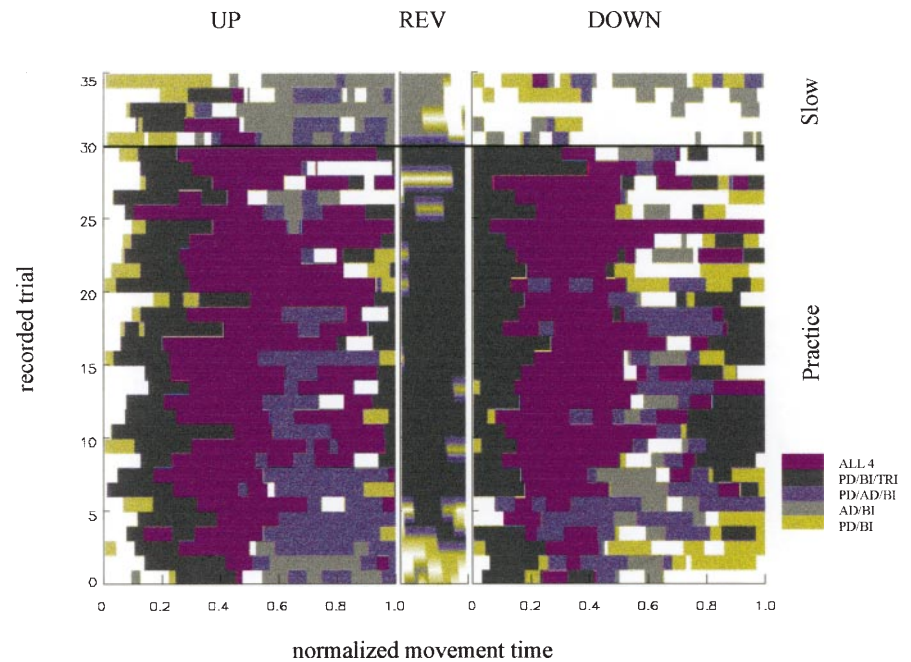 UP REV DOWN
35
30
25
20
15
10
5
0
recorded trial
Slow
Practice
ALL 4
PD/BI/TRI
PD/AD/BI
AD/BI
PD/BI
0 0.2 0.4 0.6 0.8 1.0 0 0.2 0.4 0.6 0.8 1.0
normalized movement time